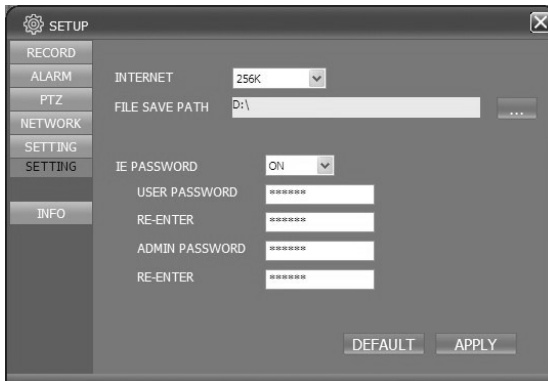 SETUP
RECORD
ALARM
PTZ
NETWORK
SETTING
SETTING
INFO
INTERNET 256K
FILE SAVE PATH D:\ ...
IE PASSWORD ON
USER PASSWORD ******
RE-ENTER ******
ADMIN PASSWORD ******
RE-ENTER ******
DEFAULT APPLY